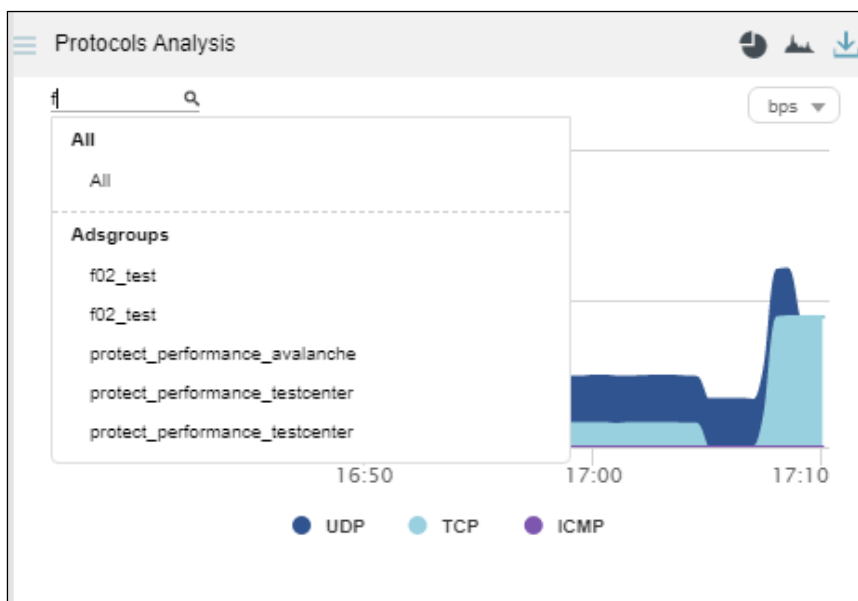 Protocols Analysis
f
bps
All
All
Adsgroups
f02_test
f02_test
protect_performance_avalanche
protect_performance_testcenter
protect_performance_testcenter
16:50 17:00 17:10
UDP TCP ICMP